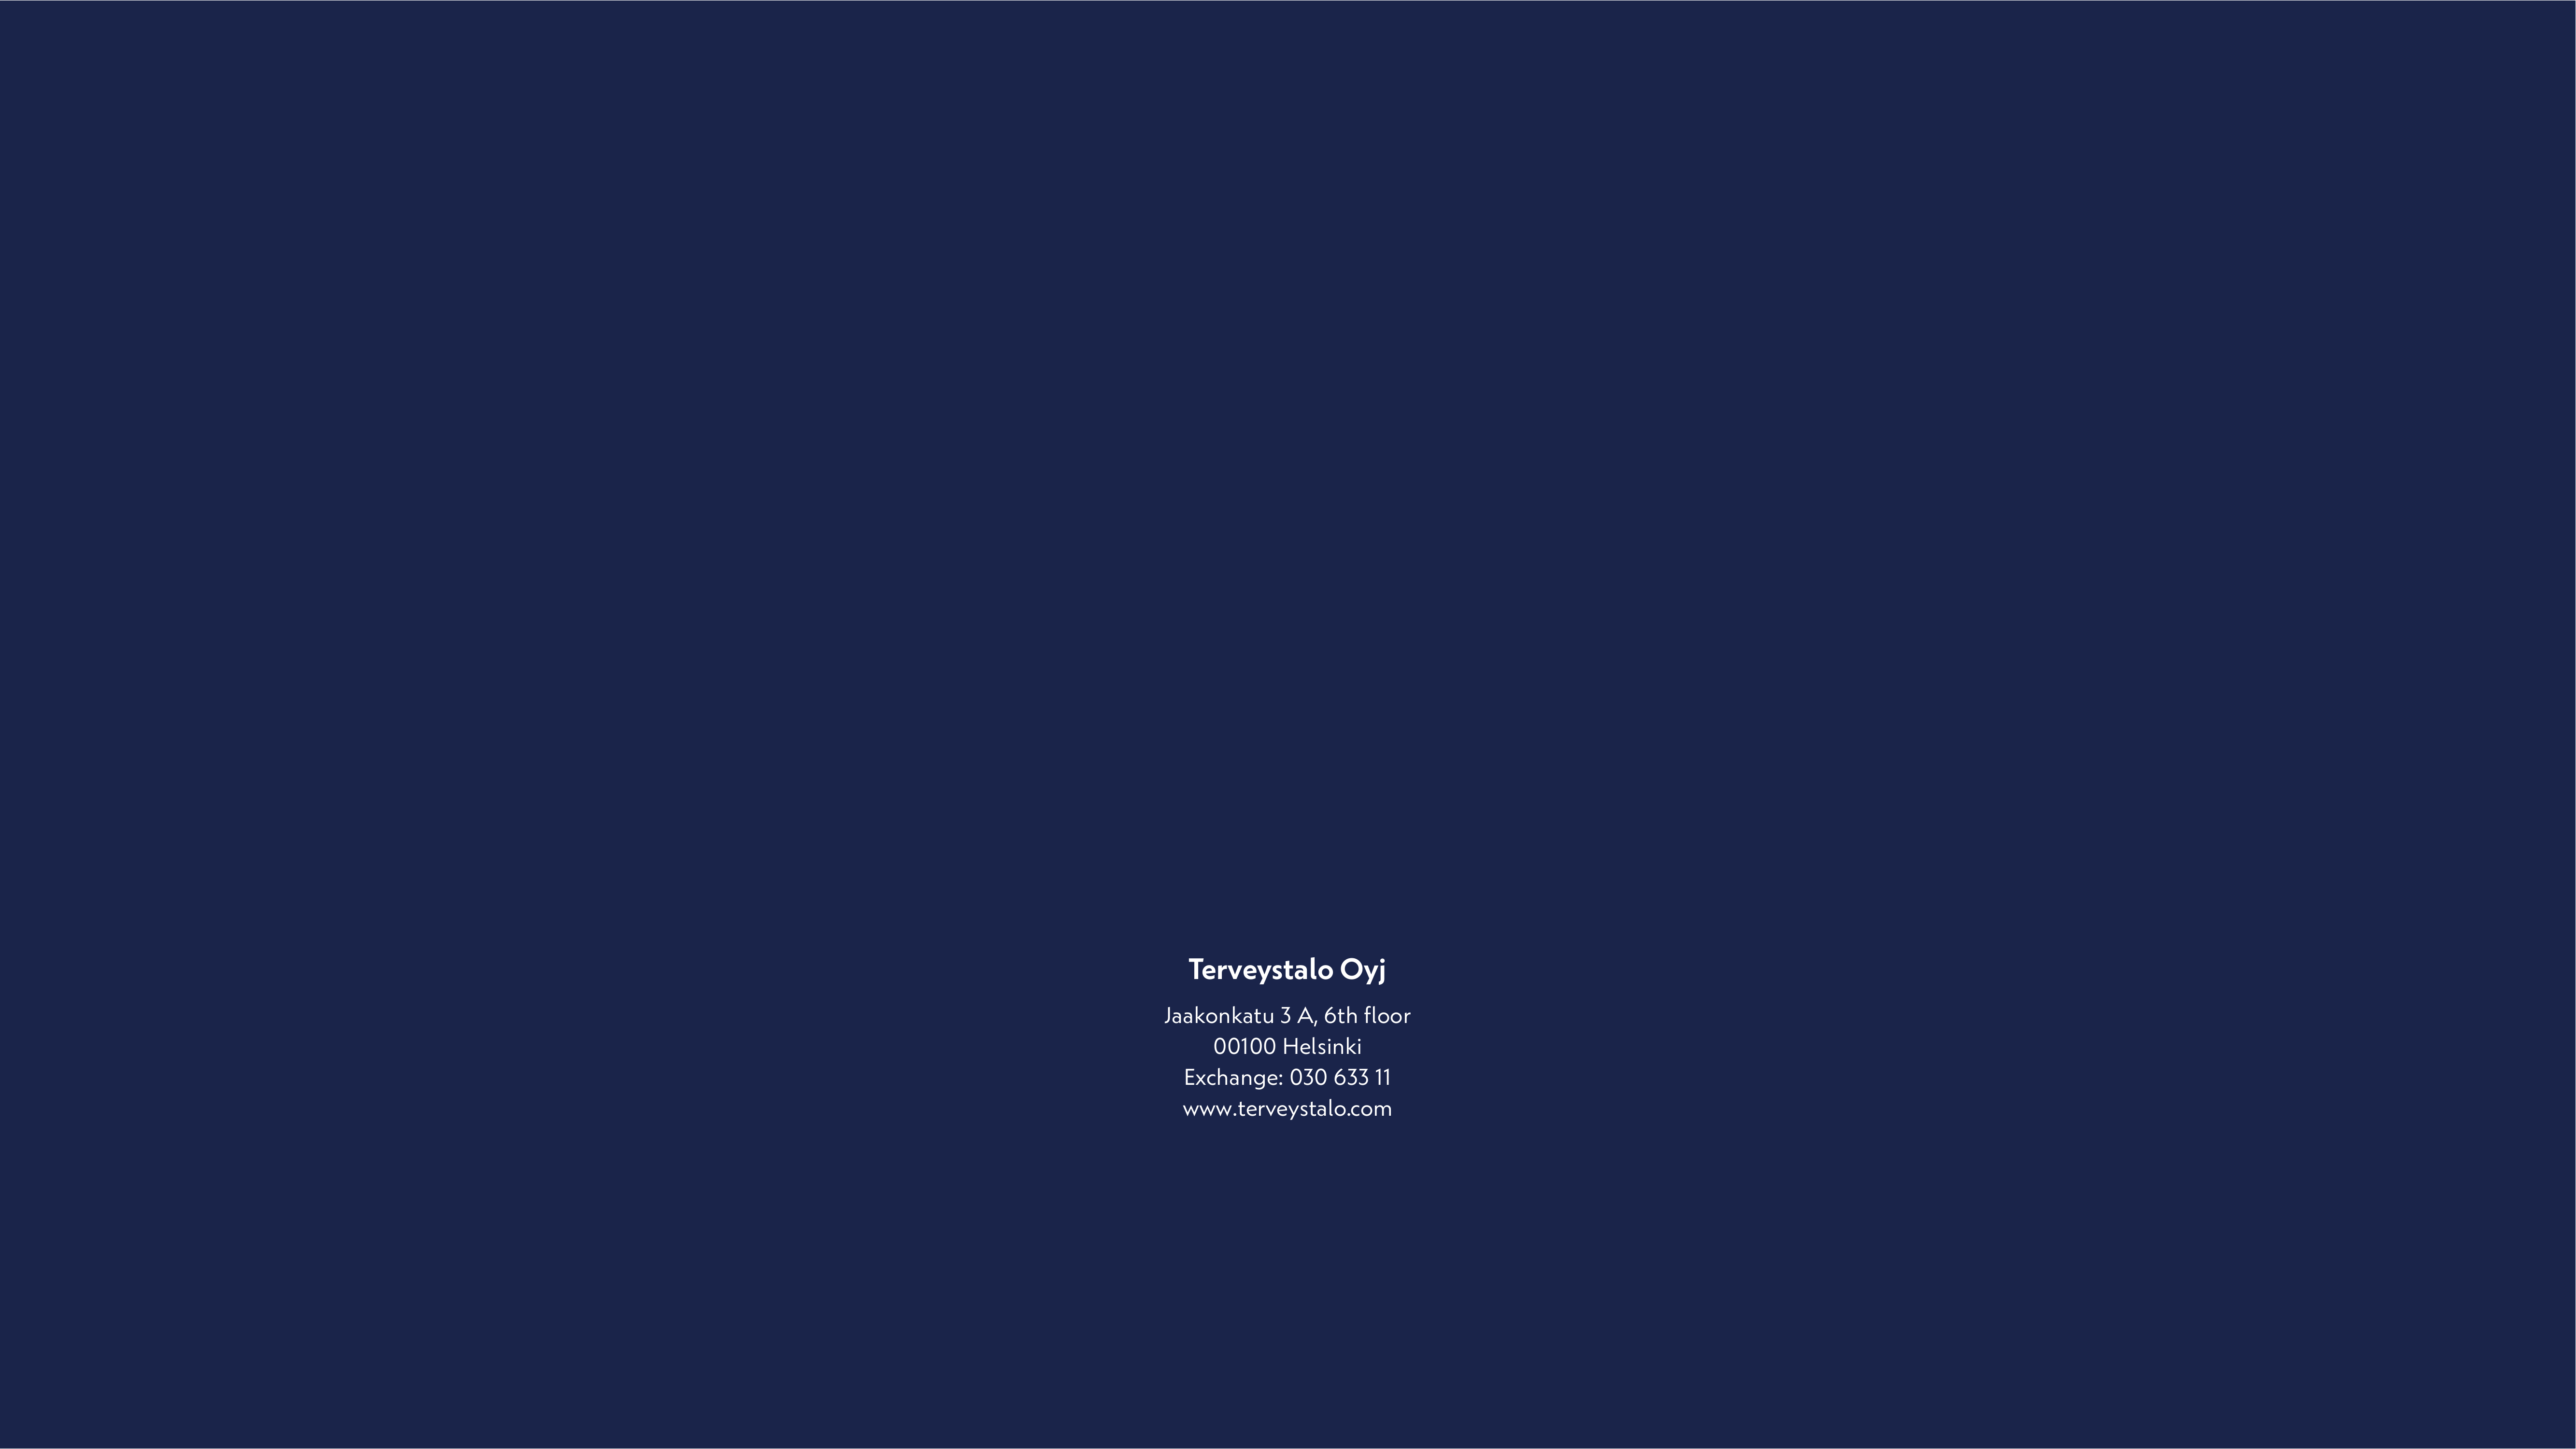 Terveystalo Oyj
Jaakonkatu 3 A, 6th floor
00100 Helsinki
Exchange: 030 633 11
www.terveystalo.com